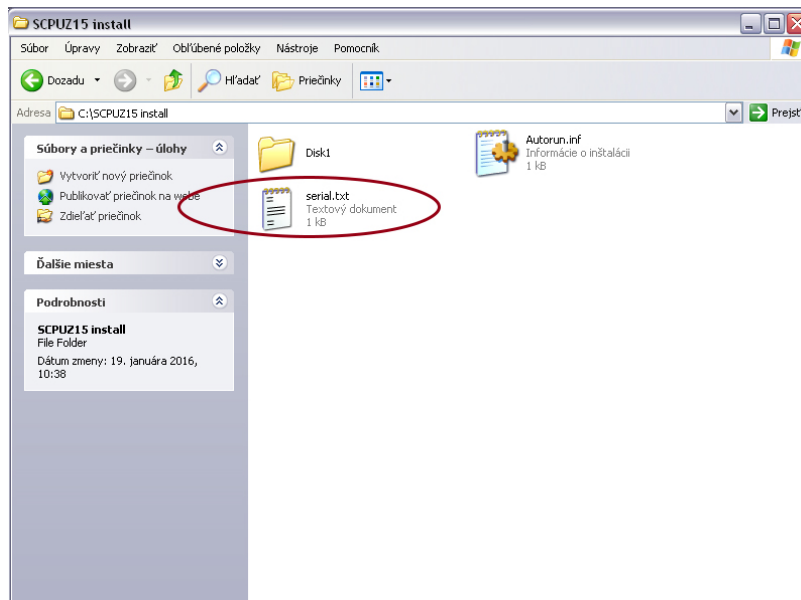 SCPUZ15 install
Súbor Úpravy Zobraziť Obľúbené položky Nástroje Pomocník
Dozadu Hľadať Priečinky
Adresa C:\SCPUZ15 install Prejsť
Súbory a priečinky – úlohy
Vytvoriť nový priečinok
Publikovať priečinok na webe
Zdieľať priečinok
Ďalšie miesta
Podrobnosti
SCPUZ15 install
File Folder
Dátum zmeny: 19. januára 2016,
10:38
Disk1
serial.txt
Textový dokument
1 kB
Autorun.inf
Informácie o inštalácii
1 kB